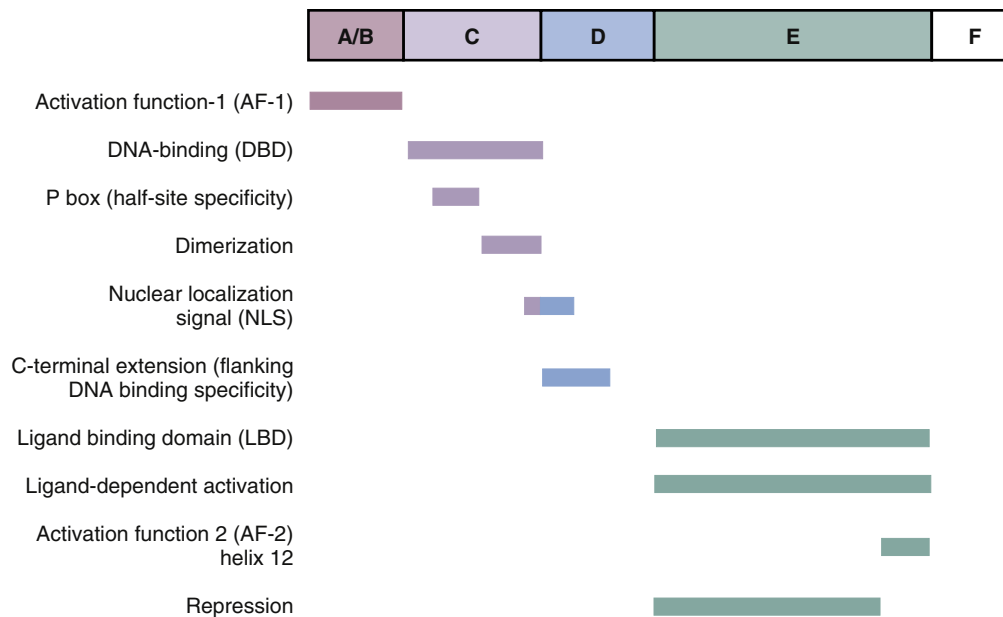 A/B C D E F
Activation function-1 (AF-1)
DNA-binding (DBD)
P box (half-site specificity)
Dimerization
Nuclear localization
signal (NLS)
C-terminal extension (flanking
DNA binding specificity)
Ligand binding domain (LBD)
Ligand-dependent activation
Activation function 2 (AF-2)
helix 12
Repression